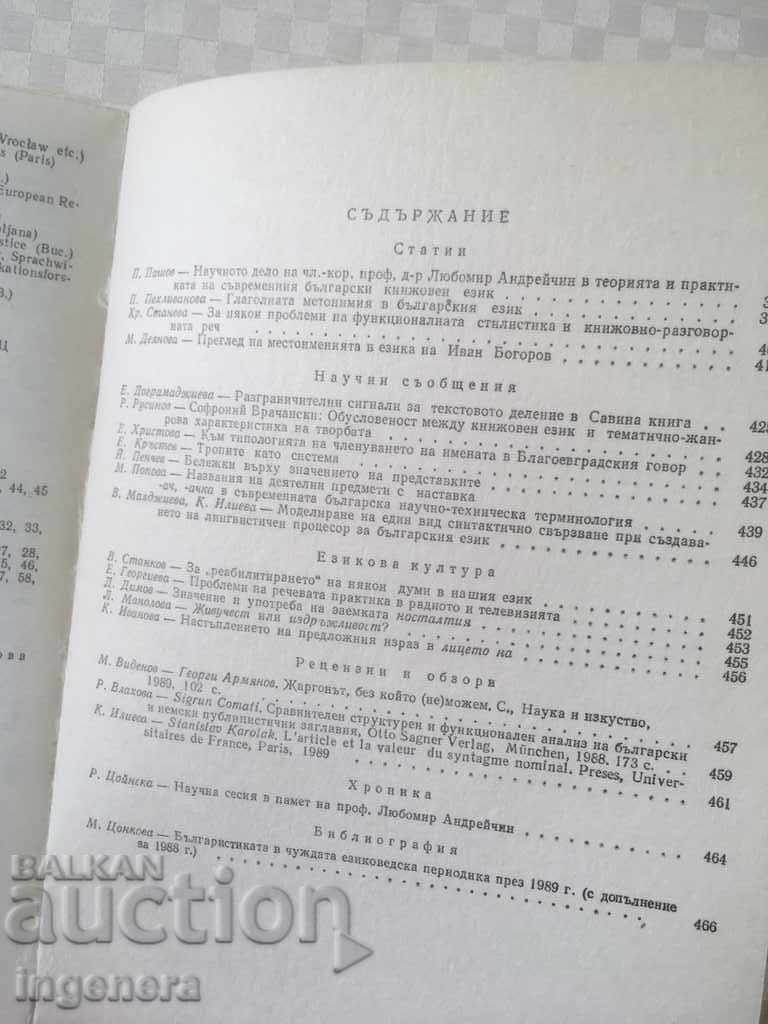 Wrocław etc.)
s (Paris)
.)
European Re-
ljana)
stice (Buc.)
, Sprachwi-
kationsfors-
3.)
Ц
2
, 44, 45
32, 33,
7, 28,
5, 46,
7, 58,
о в а
СЪДЪРЖАНИЕ
Статии
П. Пашов — Научното дело на чл.-кор. проф. д-р Любомир Андрейчин в теорията и практи-
ката на съвременния български книжовен език
П. Пехливанова — Глаголната метонимия в българския език
Хр. Станева — За някои проблеми на функционалната стилистика и книжовно-разговор-
ната реч
М. Деянова — Преглед на местоименията в езика на Иван Богоров
Научни съобщения
Е. Дограмаджиева — Разграничителни сигнали за текстовото деление в Савина книга . . 425
Р. Русинов — Софроний Врачански: Обусловеност между книжовен език и тематично-жан-
рова характеристика на творбата 428
Е. Христова — Към типологията на членуването на имената в Благоевградския говор . . 432
Е. Кръстев — Тропите като система 434
Й. Пенчев — Бележки върху значението на представките 437
М. Попова — Названия на деятелни предмети с наставка
-ач, -ачка в съвременната българска научно-техническа терминология 439
В. Малджиева, К. Илиева — Моделиране на един вид синтактично свързване при създава-
нето на лингвистичен процесор за българския език 446
Езикова култура
В. Станков — За „реабилитирането“ на някои думи в нашия език 451
Е. Георгиева — Проблеми на речевата практика в радиото и телевизията 452
Д. Димов — Значение и употреба на заемката носталгия 453
Л. Манолова — Живучест или издръжливост? 455
К. Иванова — Настъплението на предложния израз в лицето на 456
Рецензии и обзори
М. Виденов — Георги Армянов. Жаргонът, без който (не)можем. С., Наука и изкуство,
1989, 102 с. 457
Р. Влахова — Sigrun Comati. Сравнителен структурен и функционален анализ на български
и немски публицистични заглавия, Otto Sagner Verlag, München, 1988. 173 с. . . . 459
К. Илиева — Stanislav Karolak. L'article et la valeur du syntagme nominal. Preses, Univer-
sitaires de France, Paris, 1989 461
Хроника
Р. Цойнска — Научна сесия в памет на проф. Любомир Андрейчин 464
Библиография
М. Цонкова — Българистиката в чуждата езиковедска периодика през 1989 г. (с допълнение
за 1988 г.) 466
BALKAN
auction
ingenera